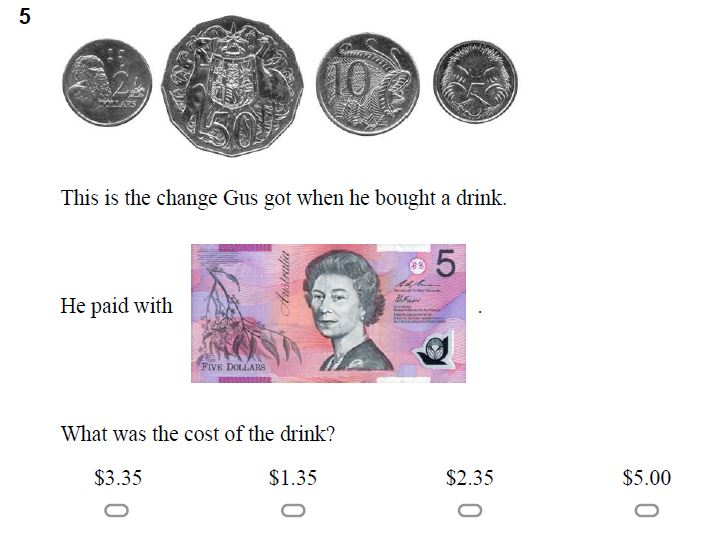 5
2
DOLLARS
50
10
5
This is the change Gus got when he bought a drink.
He paid with
Australia
5
FIVE DOLLARS
.
What was the cost of the drink?
$3.35 $1.35 $2.35 $5.00